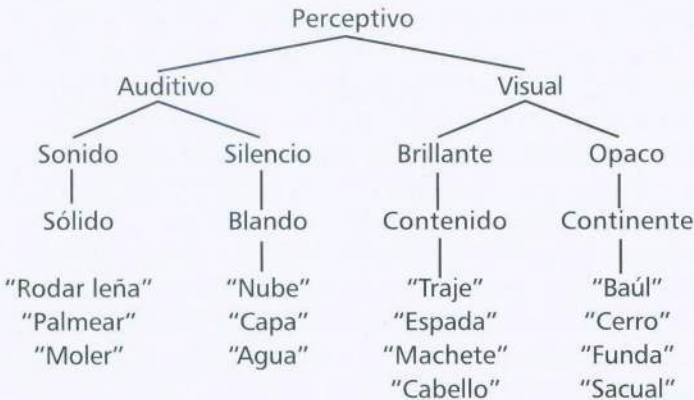 Perceptivo
Auditivo Visual
Sonido Silencio Brillante Opaco
Sólido Blando Contenido Continente
“Rodar leña” “Nube” “Traje” “Baúl”
“Palmear” “Capa” “Espada” “Cerro”
“Moler” “Agua” “Machete” “Funda”
“Cabello” “Sacual”